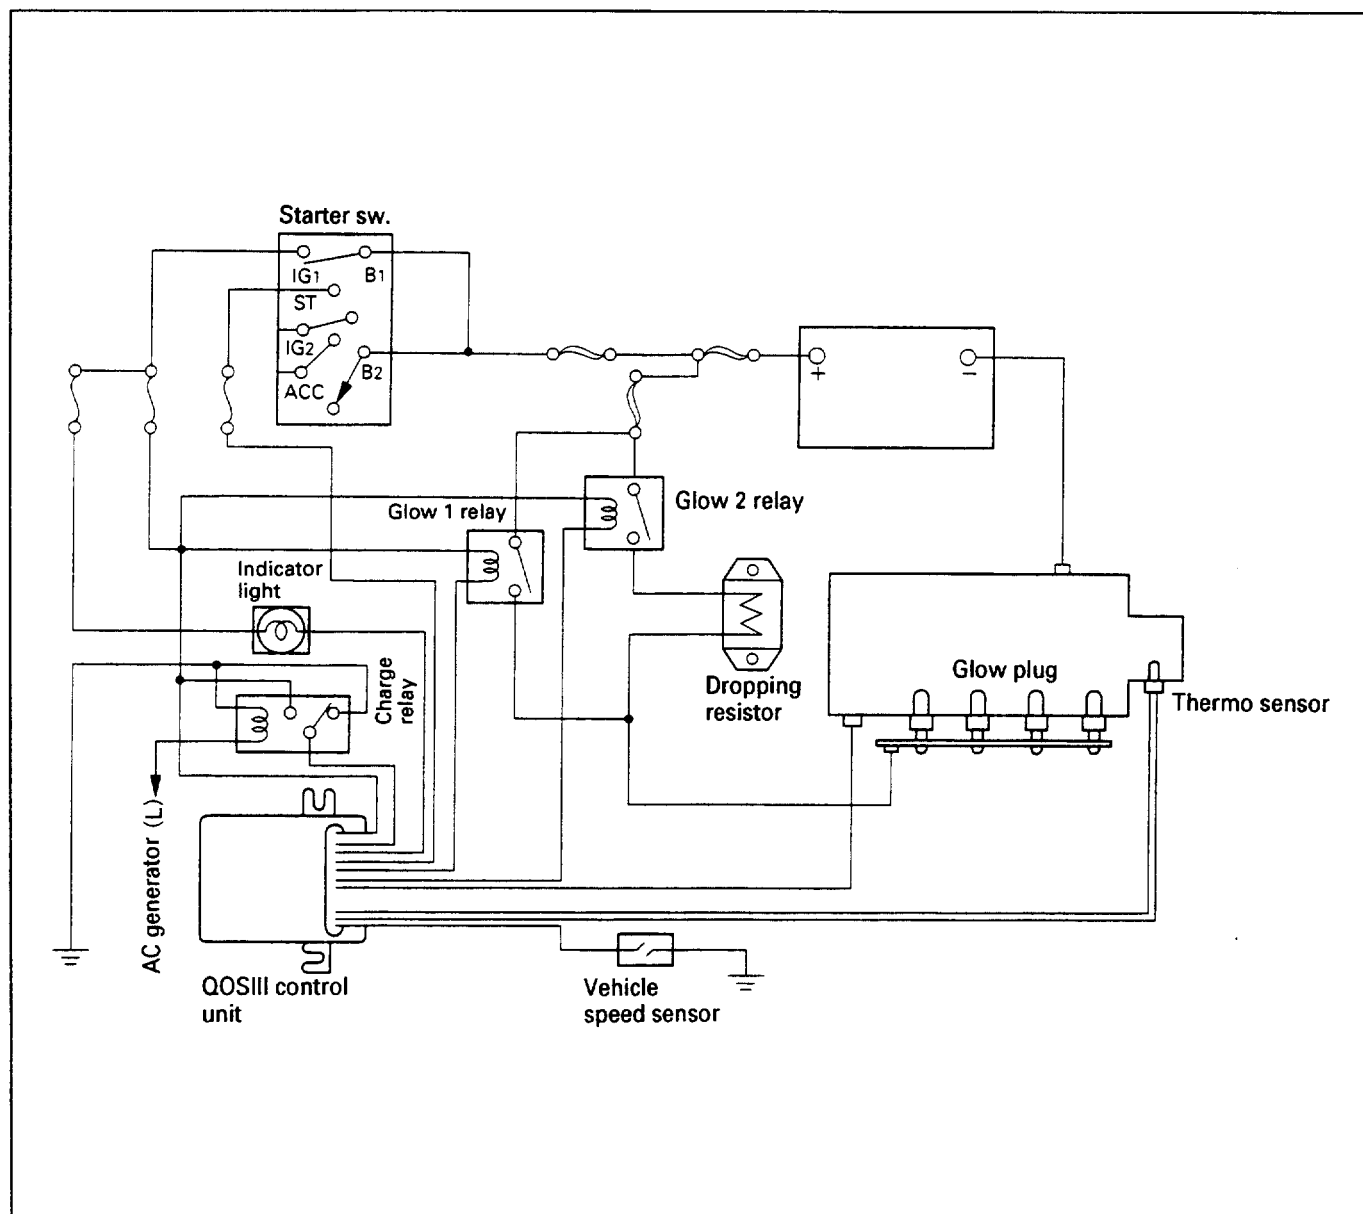 Starter sw.
IG1
B1
ST
IG2
B2
ACC
+
−
Glow 1 relay
Glow 2 relay
Indicator
light
Charge
relay
Dropping
resistor
Glow plug
Thermo sensor
AC generator (L)
QOSIII control
unit
Vehicle
speed sensor